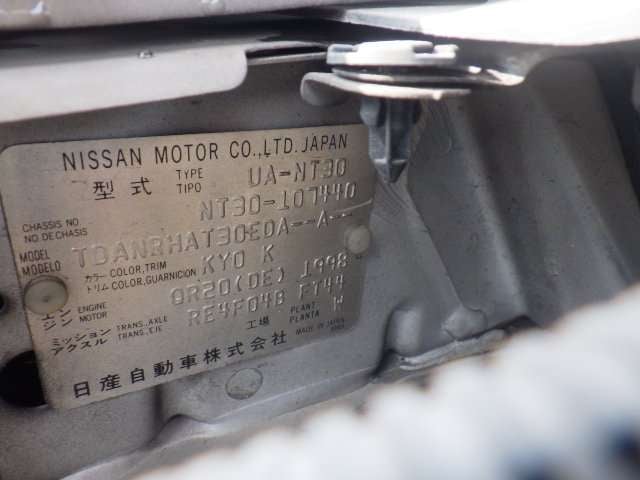 NISSAN MOTOR CO., LTD. JAPAN
型式 TYPE TIPO UA-NT30
CHASSIS NO NO. DE CHASIS NT30-107440
MODEL MODELO TDANRHAT30EDA--A--
カラー トリム COLOR, TRIM COLOR, GUARNICION KY0 K
エンジン ENGINE MOTOR QR20(DE) 1998
ミッション アクスル TRANS. AXLE TRANS. EJE RE4F04B FT44
工場 PLANT PLANTA W
日産自動車株式会社 MADE IN JAPAN